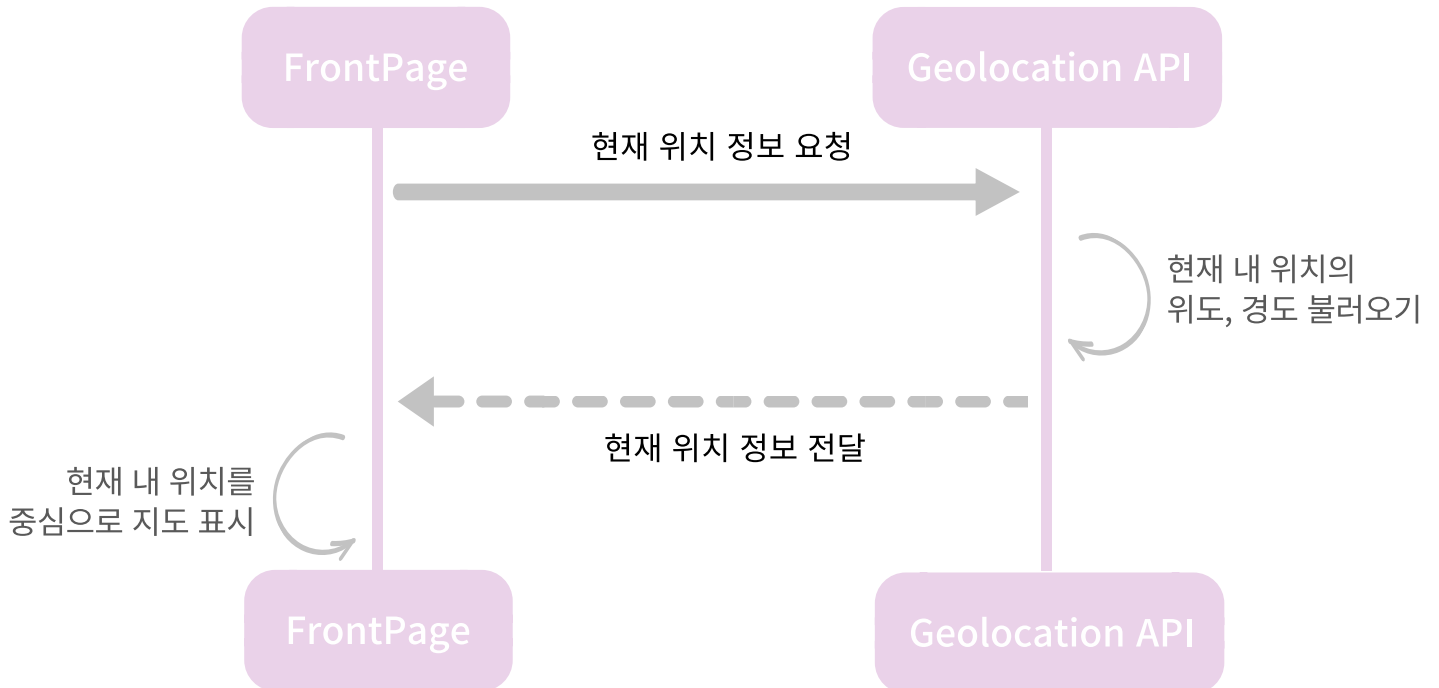 FrontPage
Geolocation API
현재 위치 정보 요청
현재 내 위치의
위도, 경도 불러오기
현재 위치 정보 전달
현재 내 위치를
중심으로 지도 표시
FrontPage
Geolocation API